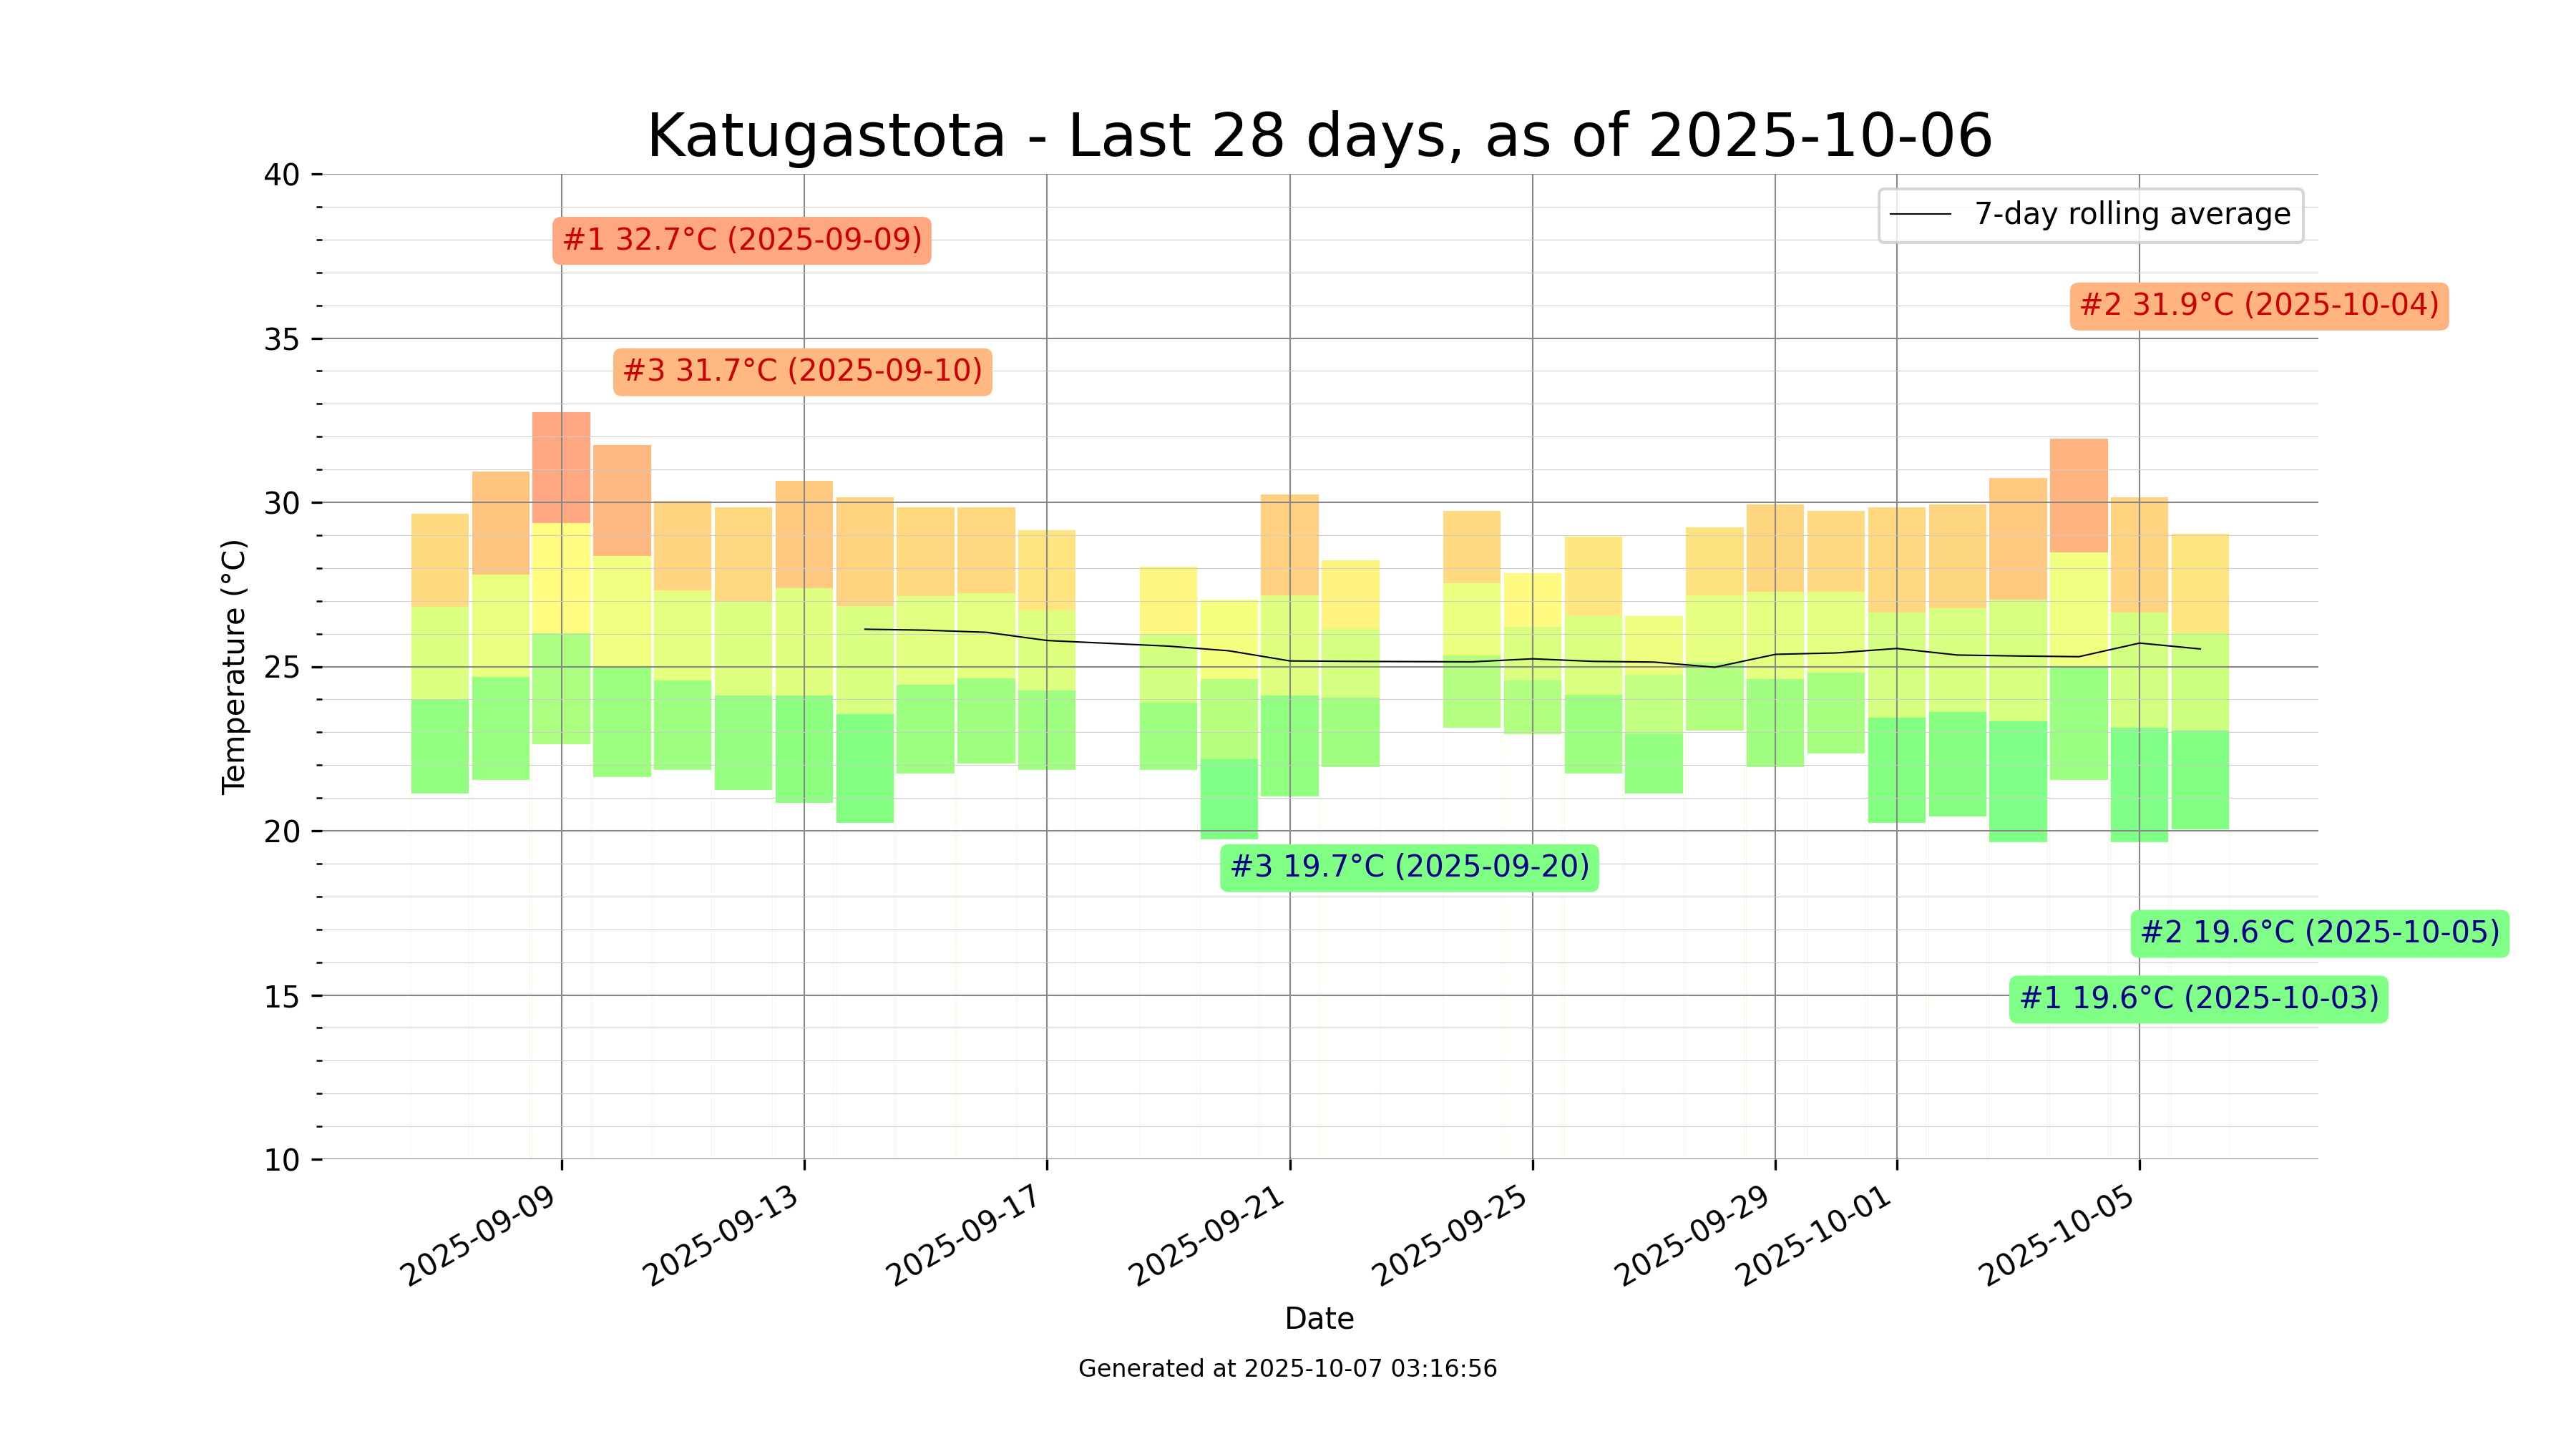 Katugastota - Last 28 days, as of 2025-10-06
40
35
30
25
20
15
10
Temperature (°C)
7-day rolling average
#1 32.7°C (2025-09-09)
#2 31.9°C (2025-10-04)
#3 31.7°C (2025-09-10)
#3 19.7°C (2025-09-20)
#2 19.6°C (2025-10-05)
#1 19.6°C (2025-10-03)
2025-09-09
2025-09-13
2025-09-17
2025-09-21
2025-09-25
2025-09-29
2025-10-01
2025-10-05
Date
Generated at 2025-10-07 03:16:56